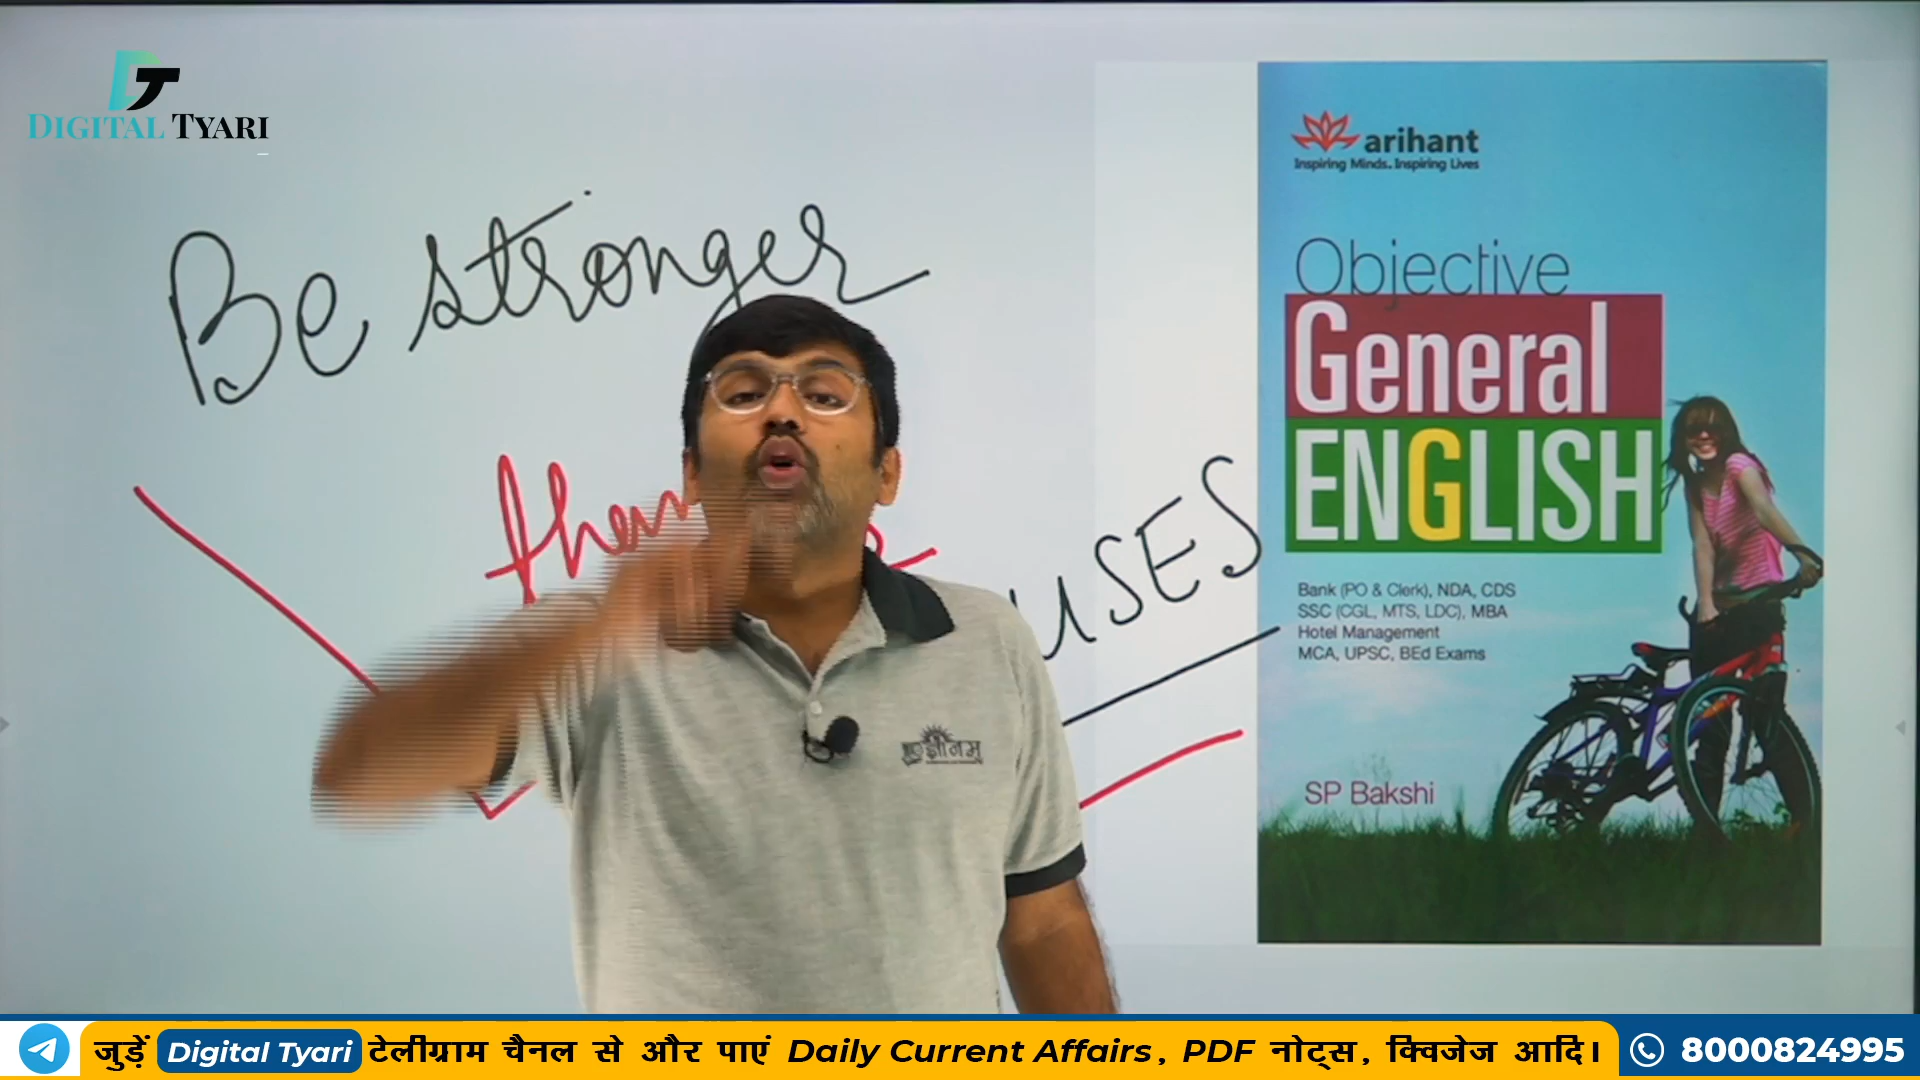 DT
DIGITAL TYARI
Be stronger
than
USES
arihant
Inspiring Minds. Inspiring Lives
Objective
General
ENGLISH
Bank (PO & Clerk), NDA, CDS
SSC (CGL, MTS, LDC), MBA
Hotel Management
MCA, UPSC, BEd Exams
SP Bakshi
जुड़ें Digital Tyari टेलीग्राम चैनल से और पाएं Daily Current Affairs, PDF नोट्स, क्विजेज आदि। 8000824995